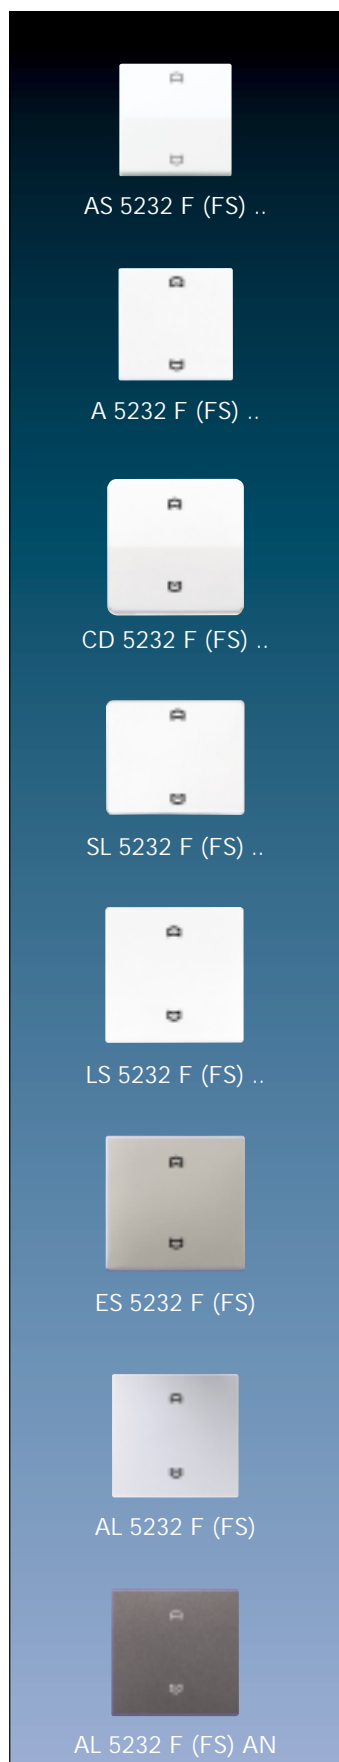 AS 5232 F (FS) ..
A 5232 F (FS) ..
CD 5232 F (FS) ..
SL 5232 F (FS) ..
LS 5232 F (FS) ..
ES 5232 F (FS)
AL 5232 F (FS)
AL 5232 F (FS) AN